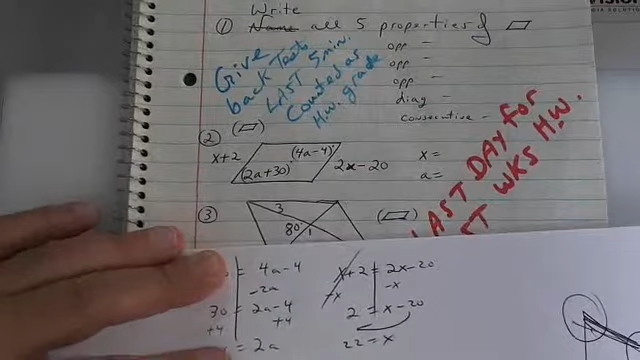 Write
① Name all 5 properties of
opp -
opp -
opp -
diag -
consecutive -
Give
back Tests
LAST 5 min.
Counted as
H.W. grade
②
x+2
(4a-4)°
(2a+30)°
2x-20
x=
a=
LAST DAY for
WKS H.W.
③
3
80
1
= 4a-4
-2a
30 = 2a-4
+4 +4
= 2a
x+2 = 2x-20
-x -x
2 = x-20
22 = x